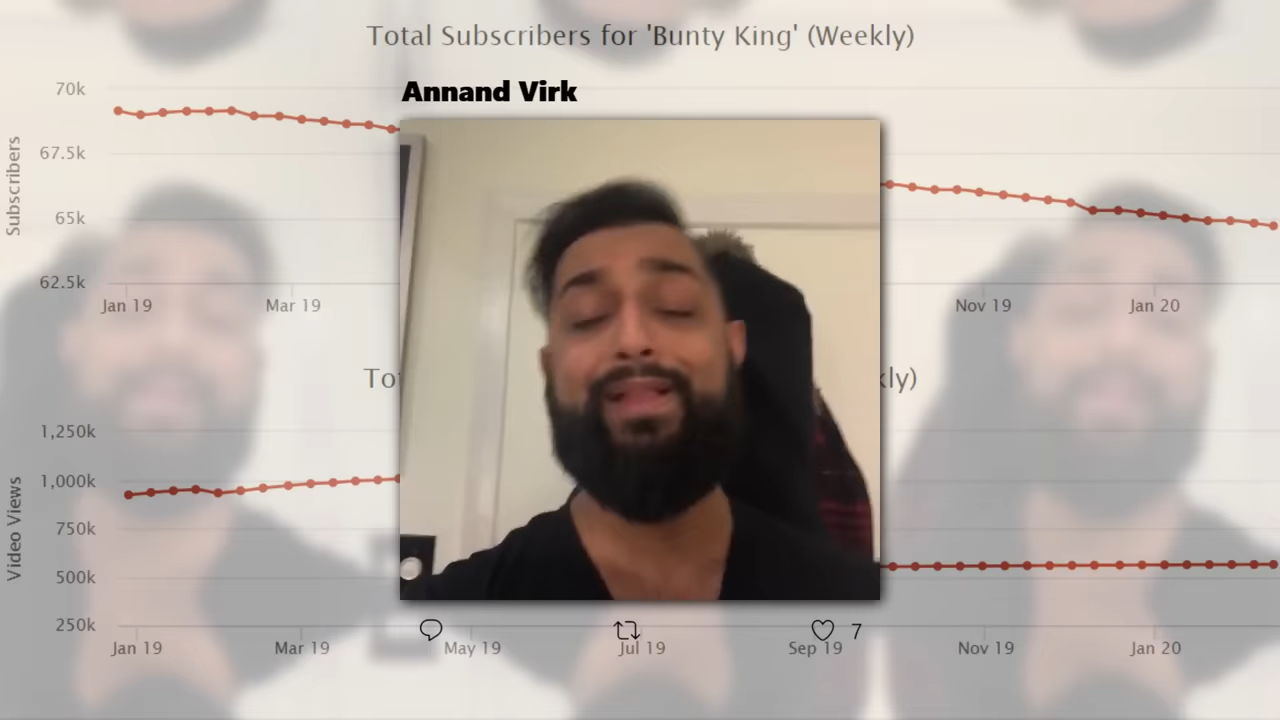 Total Subscribers for 'Bunty King' (Weekly)
Annand Virk
Subscribers
70k
67.5k
65k
62.5k
Jan 19
Mar 19
Nov 19
Jan 20
To
kly)
Video Views
1,250k
1,000k
750k
500k
250k
7
Jan 19
Mar 19
May 19
Jul 19
Sep 19
Nov 19
Jan 20